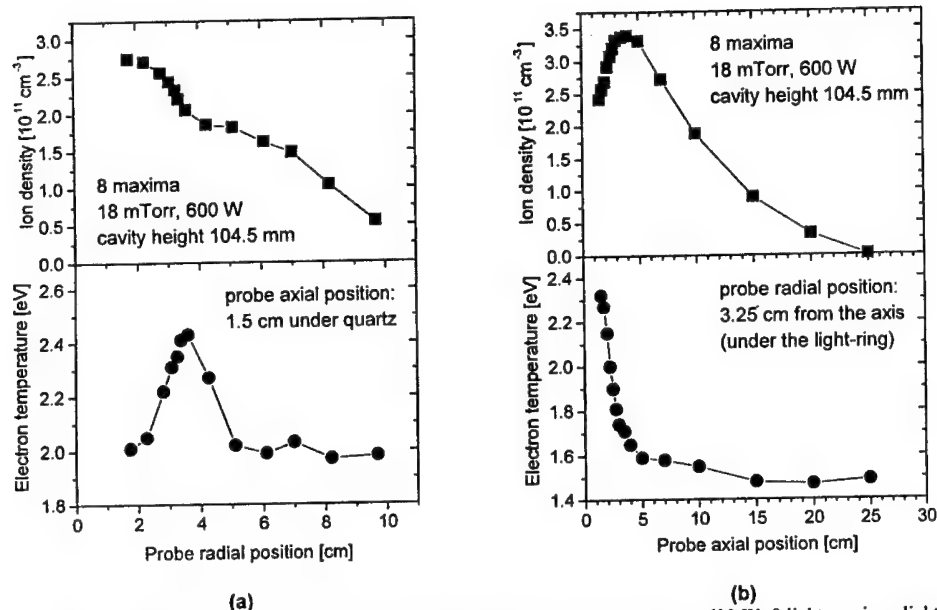 3.0
2.5
2.0
1.5
1.0
0.5
0.0
Ion density [10¹¹ cm⁻³]
8 maxima
18 mTorr, 600 W
cavity height 104.5 mm
2.6
2.4
2.2
2.0
1.8
Electron temperature [eV]
probe axial position:
1.5 cm under quartz
0 2 4 6 8 10
Probe radial position [cm]
(a)
3.5
3.0
2.5
2.0
1.5
1.0
0.5
0.0
Ion density [10¹¹ cm⁻³]
8 maxima
18 mTorr, 600 W
cavity height 104.5 mm
2.4
2.2
2.0
1.8
1.6
1.4
Electron temperature [eV]
probe radial position:
3.25 cm from the axis
(under the light-ring)
0 5 10 15 20 25 30
Probe axial position [cm]
(b)